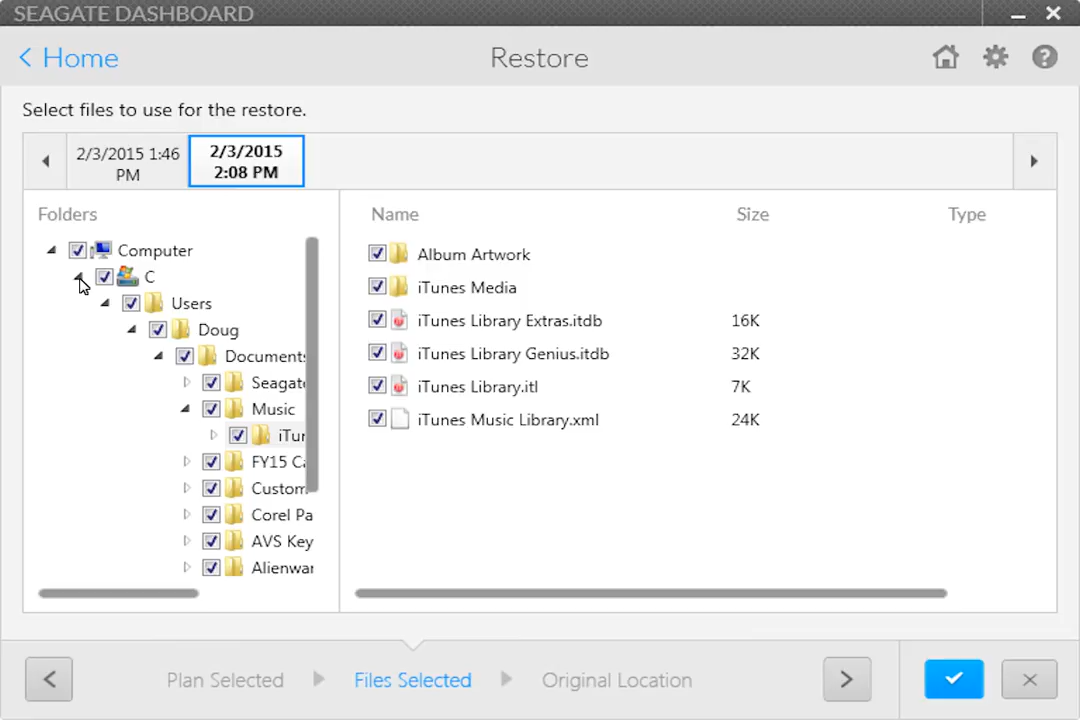 SEAGATE DASHBOARD
Home
Restore
Select files to use for the restore.
2/3/2015 1:46
PM
2/3/2015
2:08 PM
Folders
Name
Size
Type
Computer
C
Users
Doug
Documents
Seagate
Music
iTur
FY15 Ca
Custom
Corel Pa
AVS Key
Alienwar
Album Artwork
iTunes Media
iTunes Library Extras.itdb
16K
iTunes Library Genius.itdb
32K
iTunes Library.itl
7K
iTunes Music Library.xml
24K
Plan Selected
Files Selected
Original Location